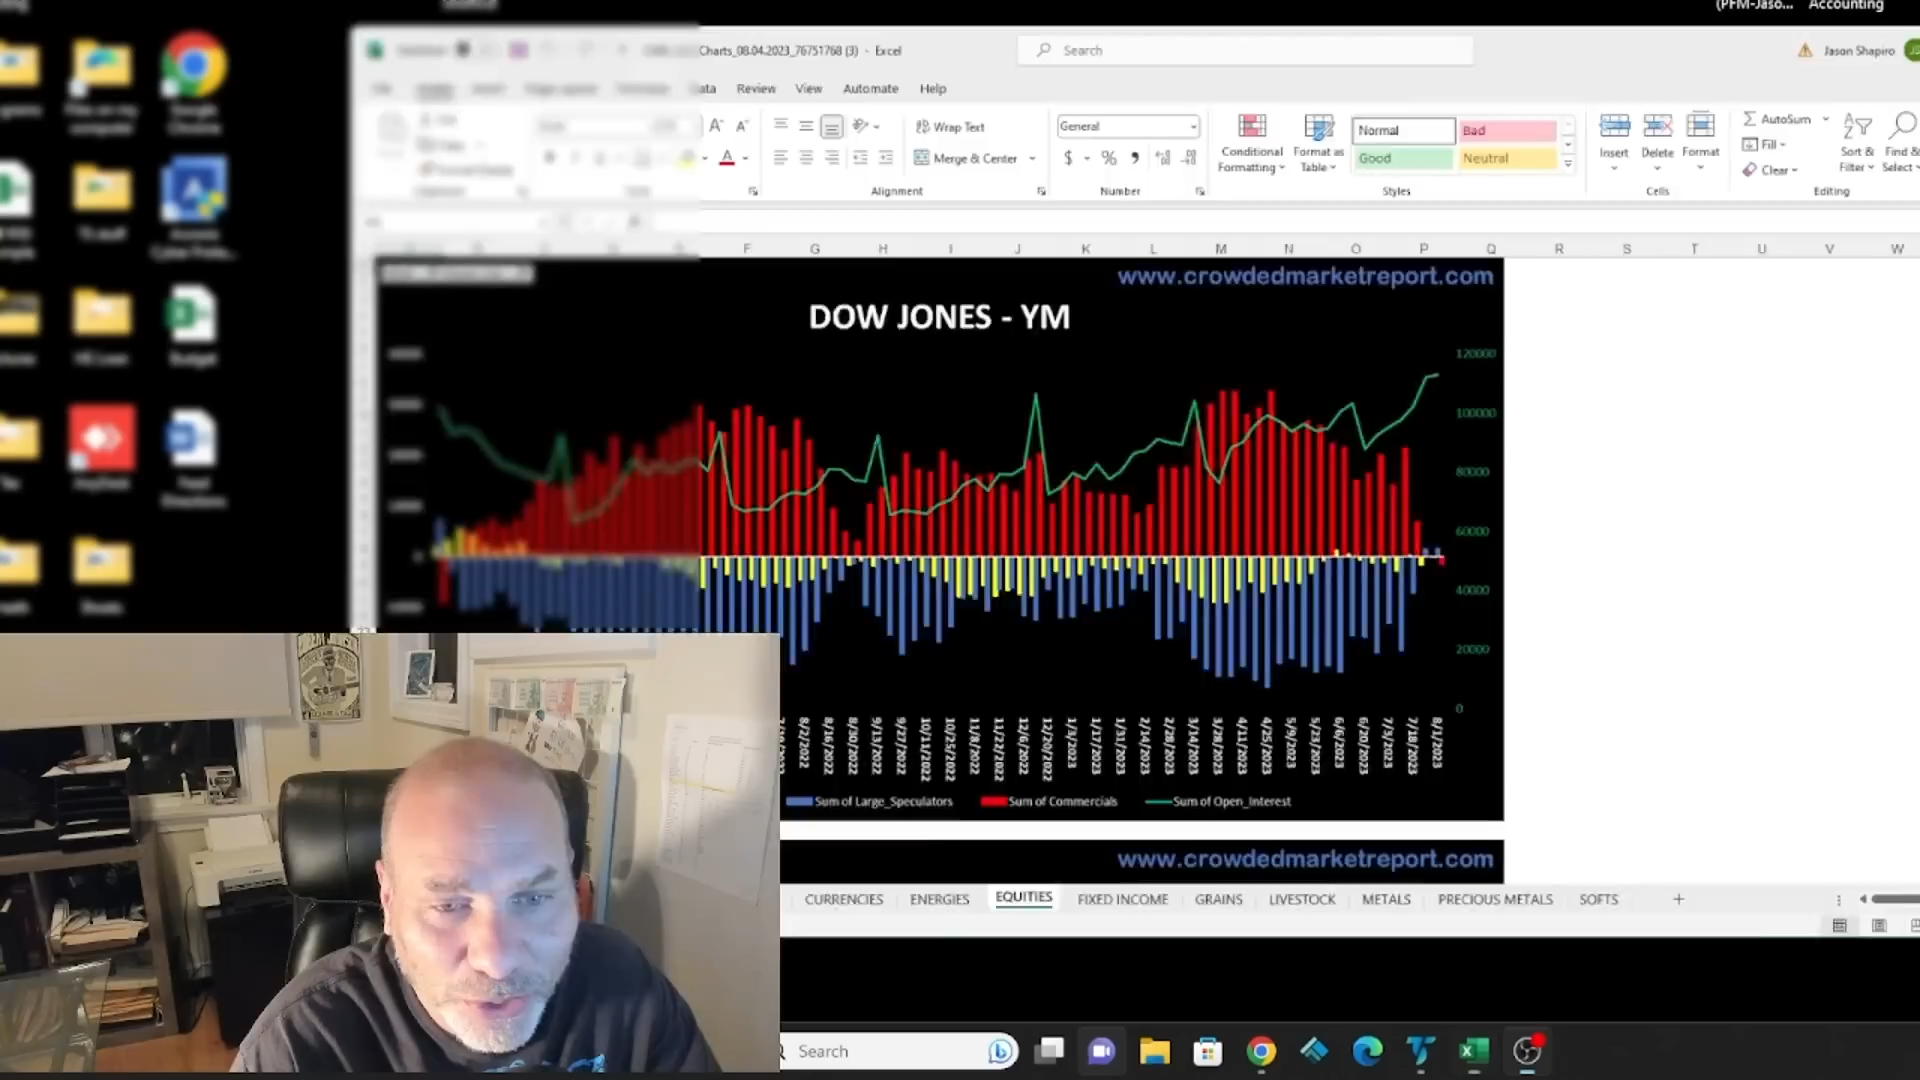 (PFM-Jaso... Accounting
Charts_08.04.2023_76751768 (3) - Excel
Search
Jason Shapiro
Review View Automate Help
Wrap Text
Merge & Center
Alignment
General
$ % ,
Number
Conditional Formatting
Format as Table
Normal Bad
Good Neutral
Styles
Insert Delete Format
Cells
AutoSum
Fill
Clear
Sort & Filter
Find & Select
Editing
F G H I J K L M N O P Q R S T U V W
Google Chrome
Budget
AnyDesk
www.crowdedmarketreport.com
DOW JONES - YM
120000
100000
80000
60000
40000
20000
0
8/2/2022 8/16/2022 8/30/2022 9/13/2022 9/27/2022 10/11/2022 10/25/2022 11/8/2022 11/22/2022 12/6/2022 12/20/2022 1/3/2023 1/17/2023 1/31/2023 2/14/2023 2/28/2023 3/14/2023 3/28/2023 4/11/2023 4/25/2023 5/9/2023 5/23/2023 6/6/2023 6/20/2023 7/3/2023 7/18/2023 8/1/2023
Sum of Large_Speculators Sum of Commercials Sum of Open_Interest
www.crowdedmarketreport.com
CURRENCIES ENERGIES EQUITIES FIXED INCOME GRAINS LIVESTOCK METALS PRECIOUS METALS SOFTS +
Search